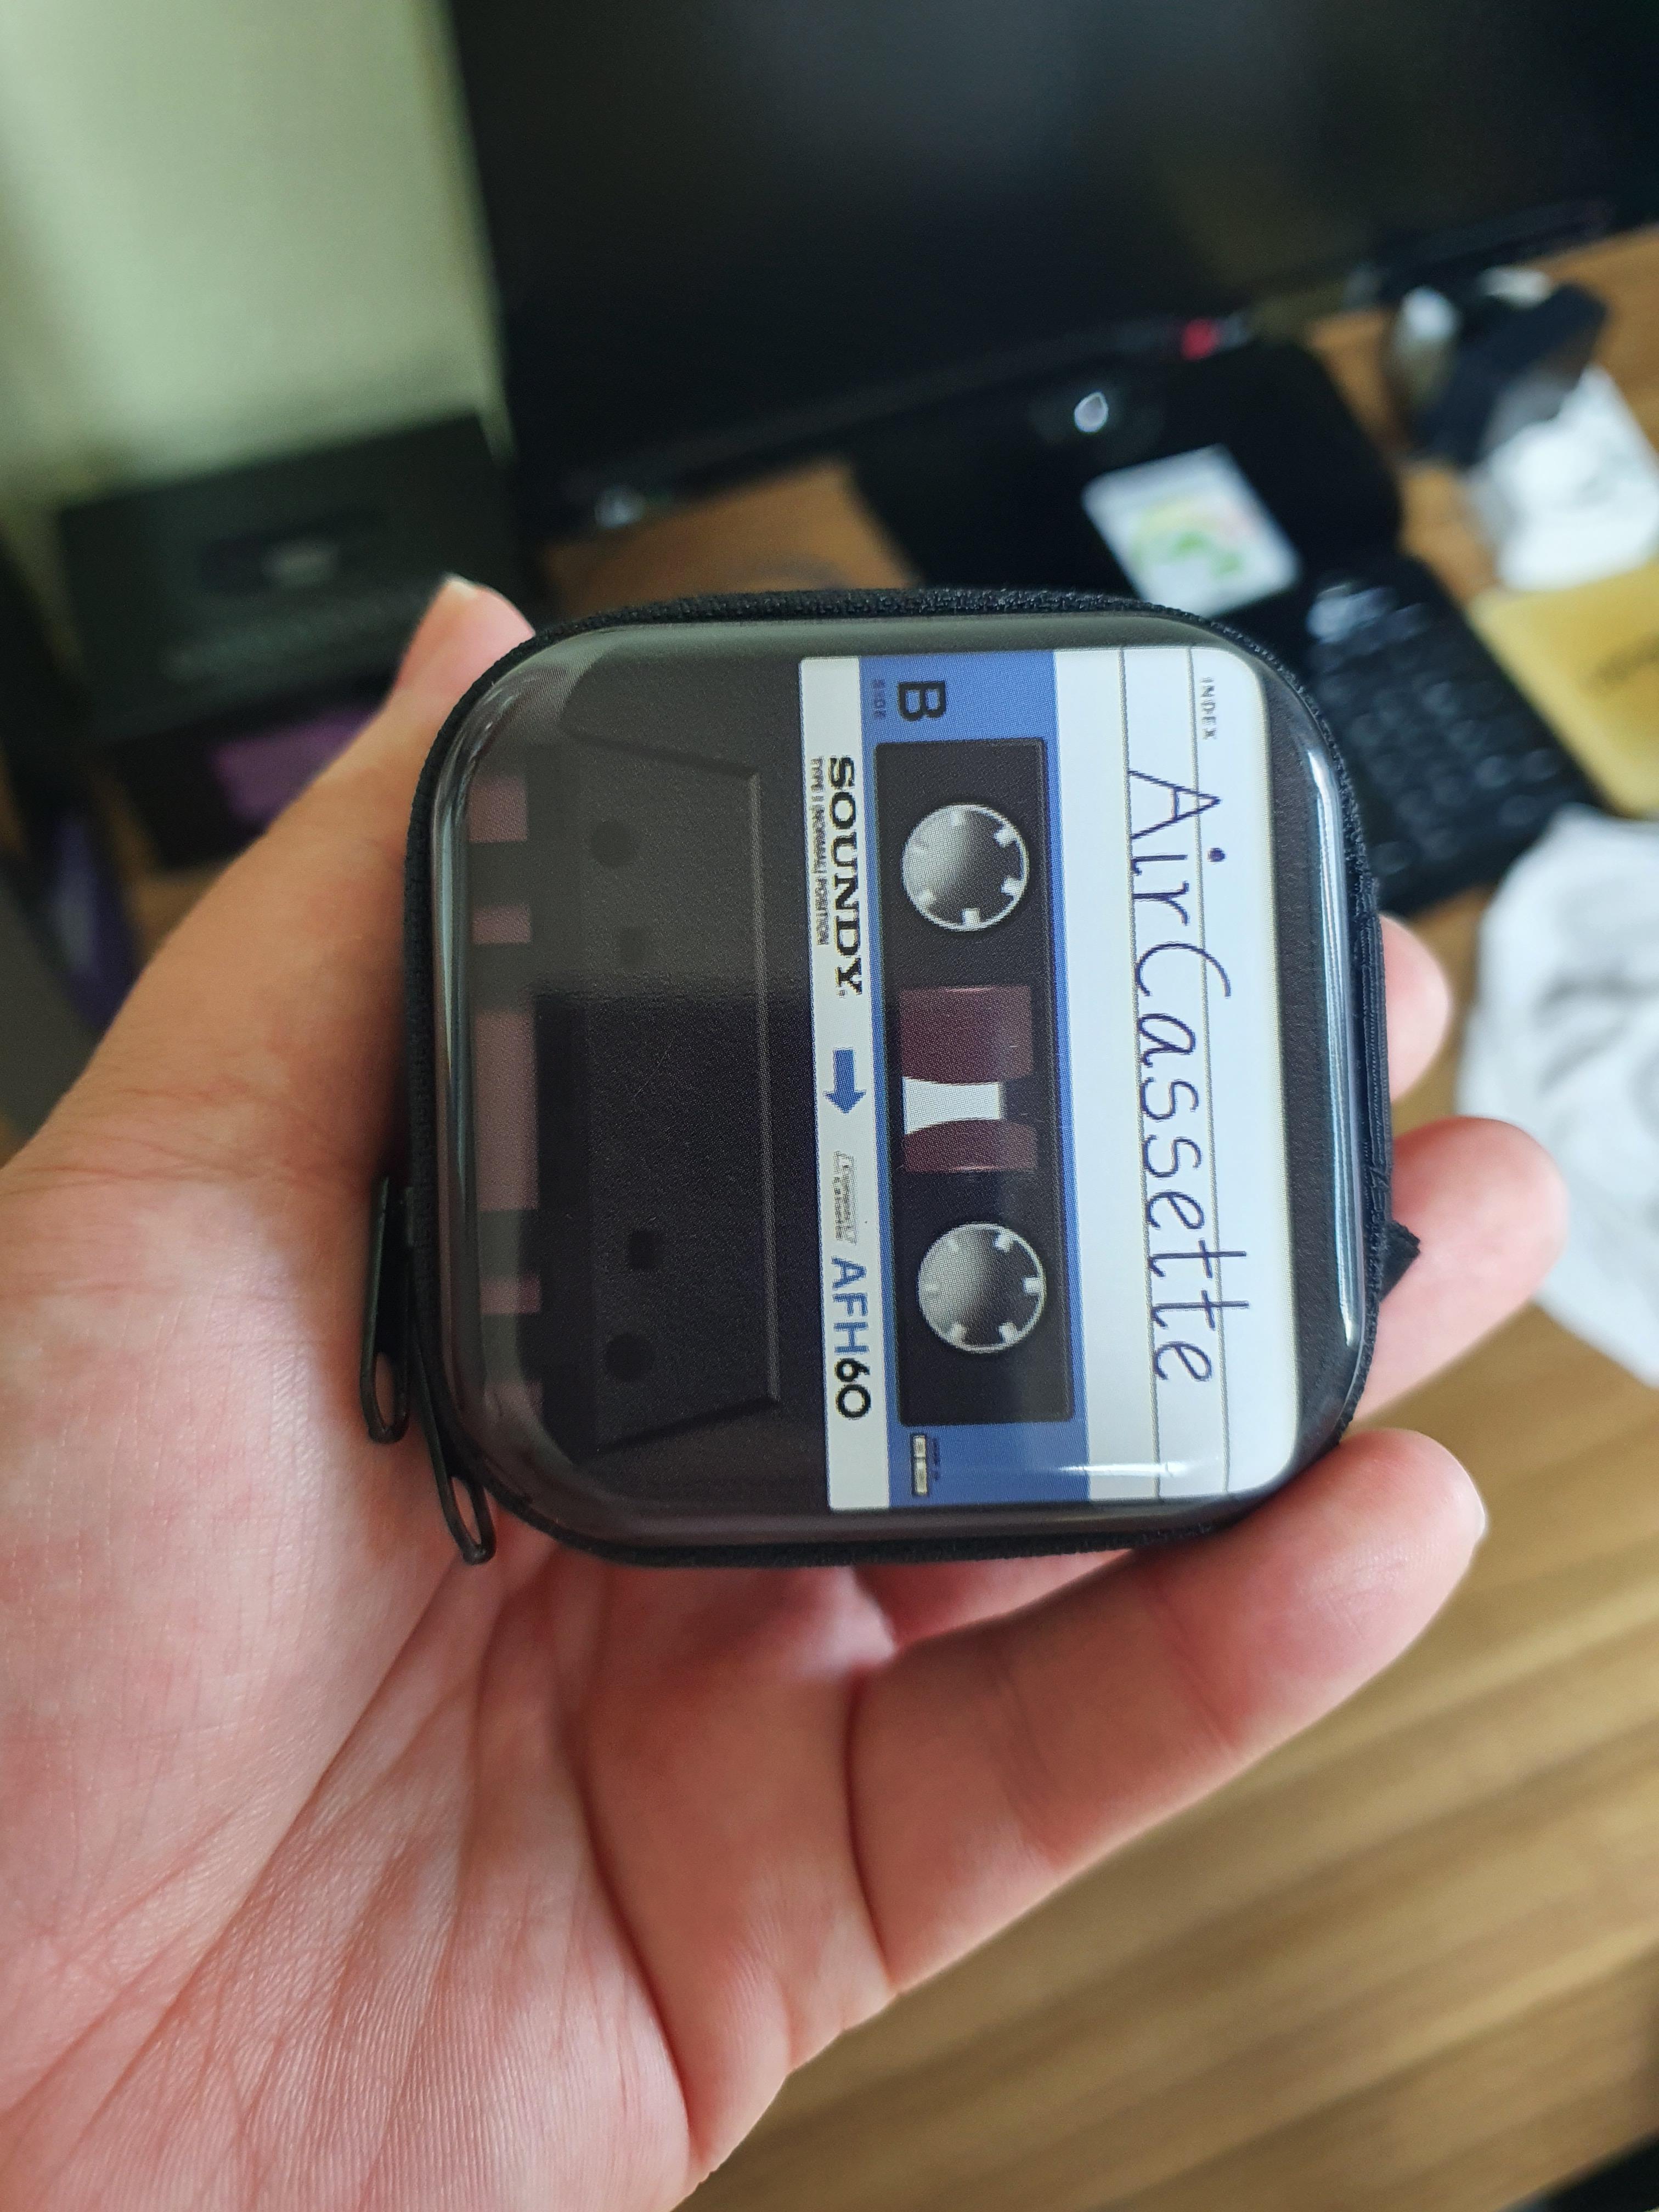 INDEX
AirCassette
B
SIDE
SOUNDY
TYPE I (NORMAL) POSITION
AFH60